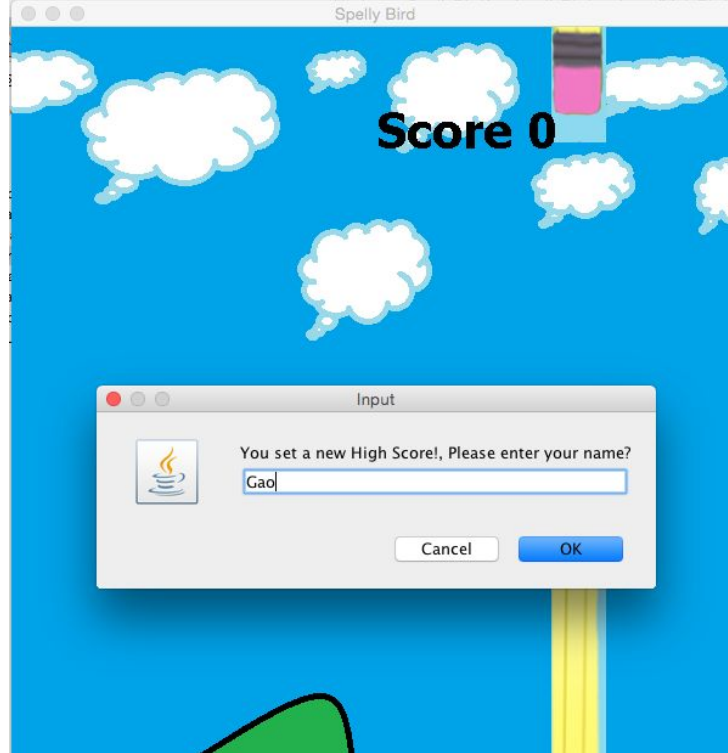 Spelly Bird
Score 0
Input
You set a new High Score!, Please enter your name?
Gao
Cancel
OK